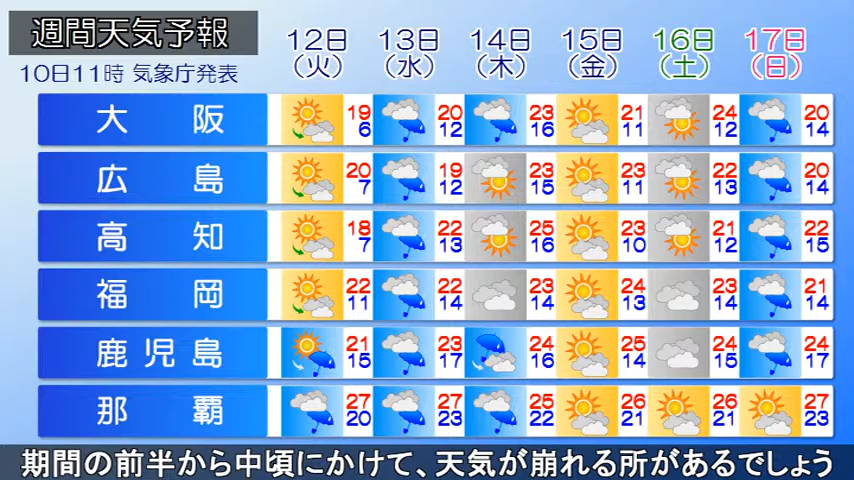 週間天気予報
10日11時 気象庁発表
12日 13日 14日 15日 16日 17日
(火) (水) (木) (金) (土) (日)
大阪 19 6 20 12 23 16 21 11 24 12 20 14
広島 20 7 19 12 23 15 23 11 22 13 20 14
高知 18 7 22 13 25 16 23 10 21 12 22 15
福岡 22 11 22 14 23 14 24 13 23 14 21 14
鹿児島 21 15 23 17 24 16 25 14 24 15 24 17
那覇 27 20 27 23 25 22 26 21 26 21 27 23
期間の前半から中頃にかけて、天気が崩れる所があるでしょう